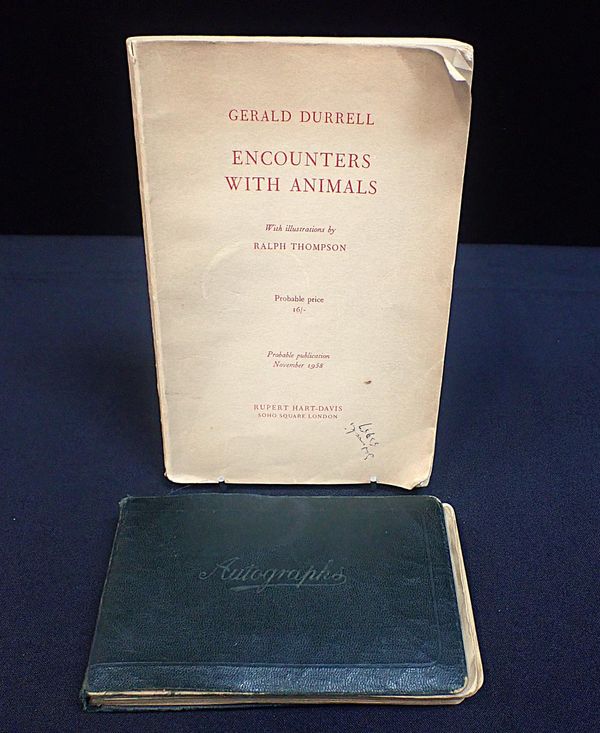 GERALD DURRELL
ENCOUNTERS
WITH ANIMALS
With illustrations by
RALPH THOMPSON
Probable price
16/-
Probable publication
November 1958
RUPERT HART-DAVIS
SOHO SQUARE LONDON
Autographs